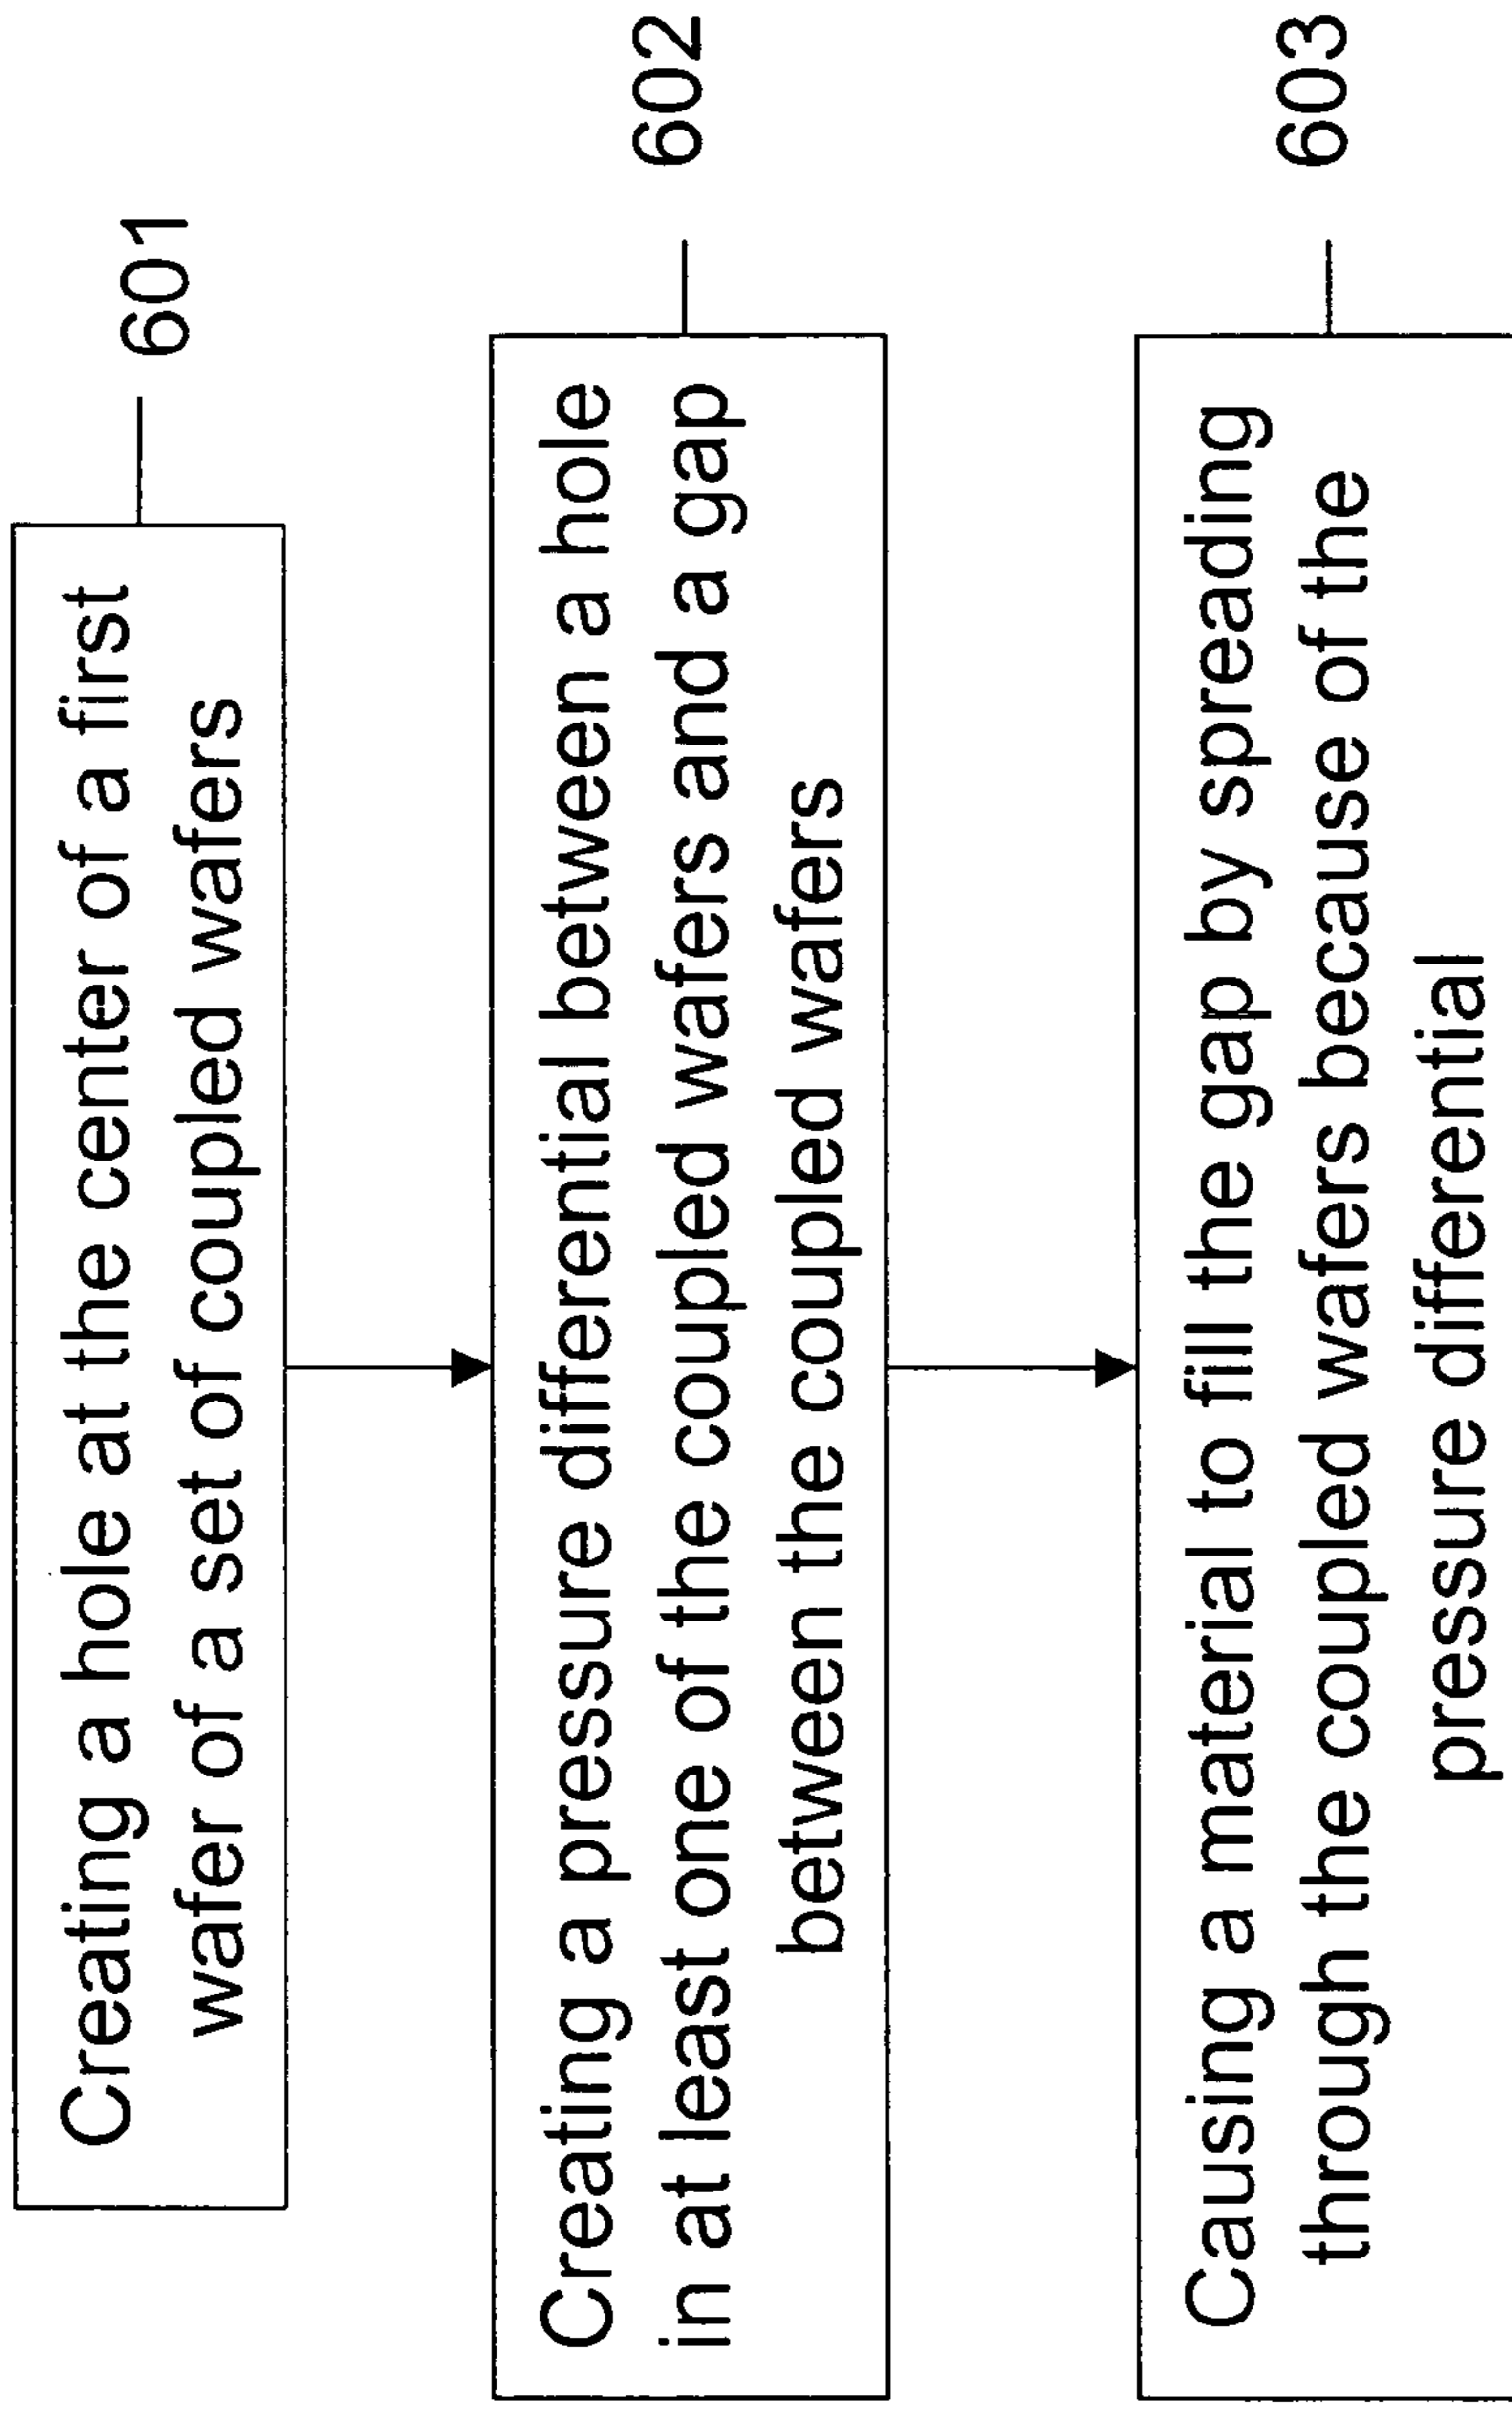 Creating a hole at the center of a first
wafer of a set of coupled wafers
601
Creating a pressure differential between a hole
in at least one of the coupled wafers and a gap
between the coupled wafers
602
Causing a material to fill the gap by spreading
through the coupled wafers because of the
pressure differential
603